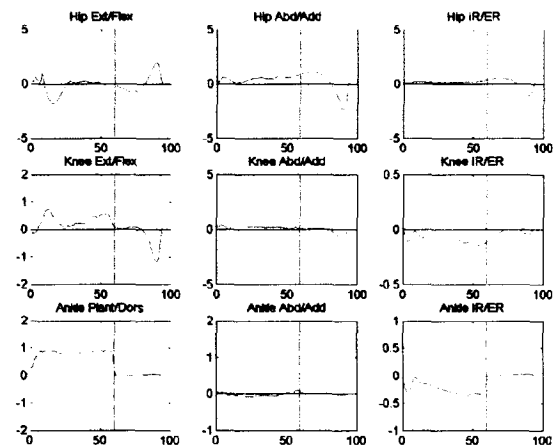 Hip Ext/Flex Hip Abd/Add Hip IR/ER
5 5 5
0 0 0
-5 -5 -5
0 50 100 0 50 100 0 50 100
Knee Ext/Flex Knee Abd/Add Knee IR/ER
2 5 0.5
1
0 0 0
-1
-2 -5 -0.5
0 50 100 0 50 100 0 50 100
Ankle Plant/Dors Ankle Abd/Add Ankle IR/ER
2 2 1
1 1 0.5
0 0 0
-1 -1 -0.5
-2 -2 -1
0 50 100 0 50 100 0 50 100